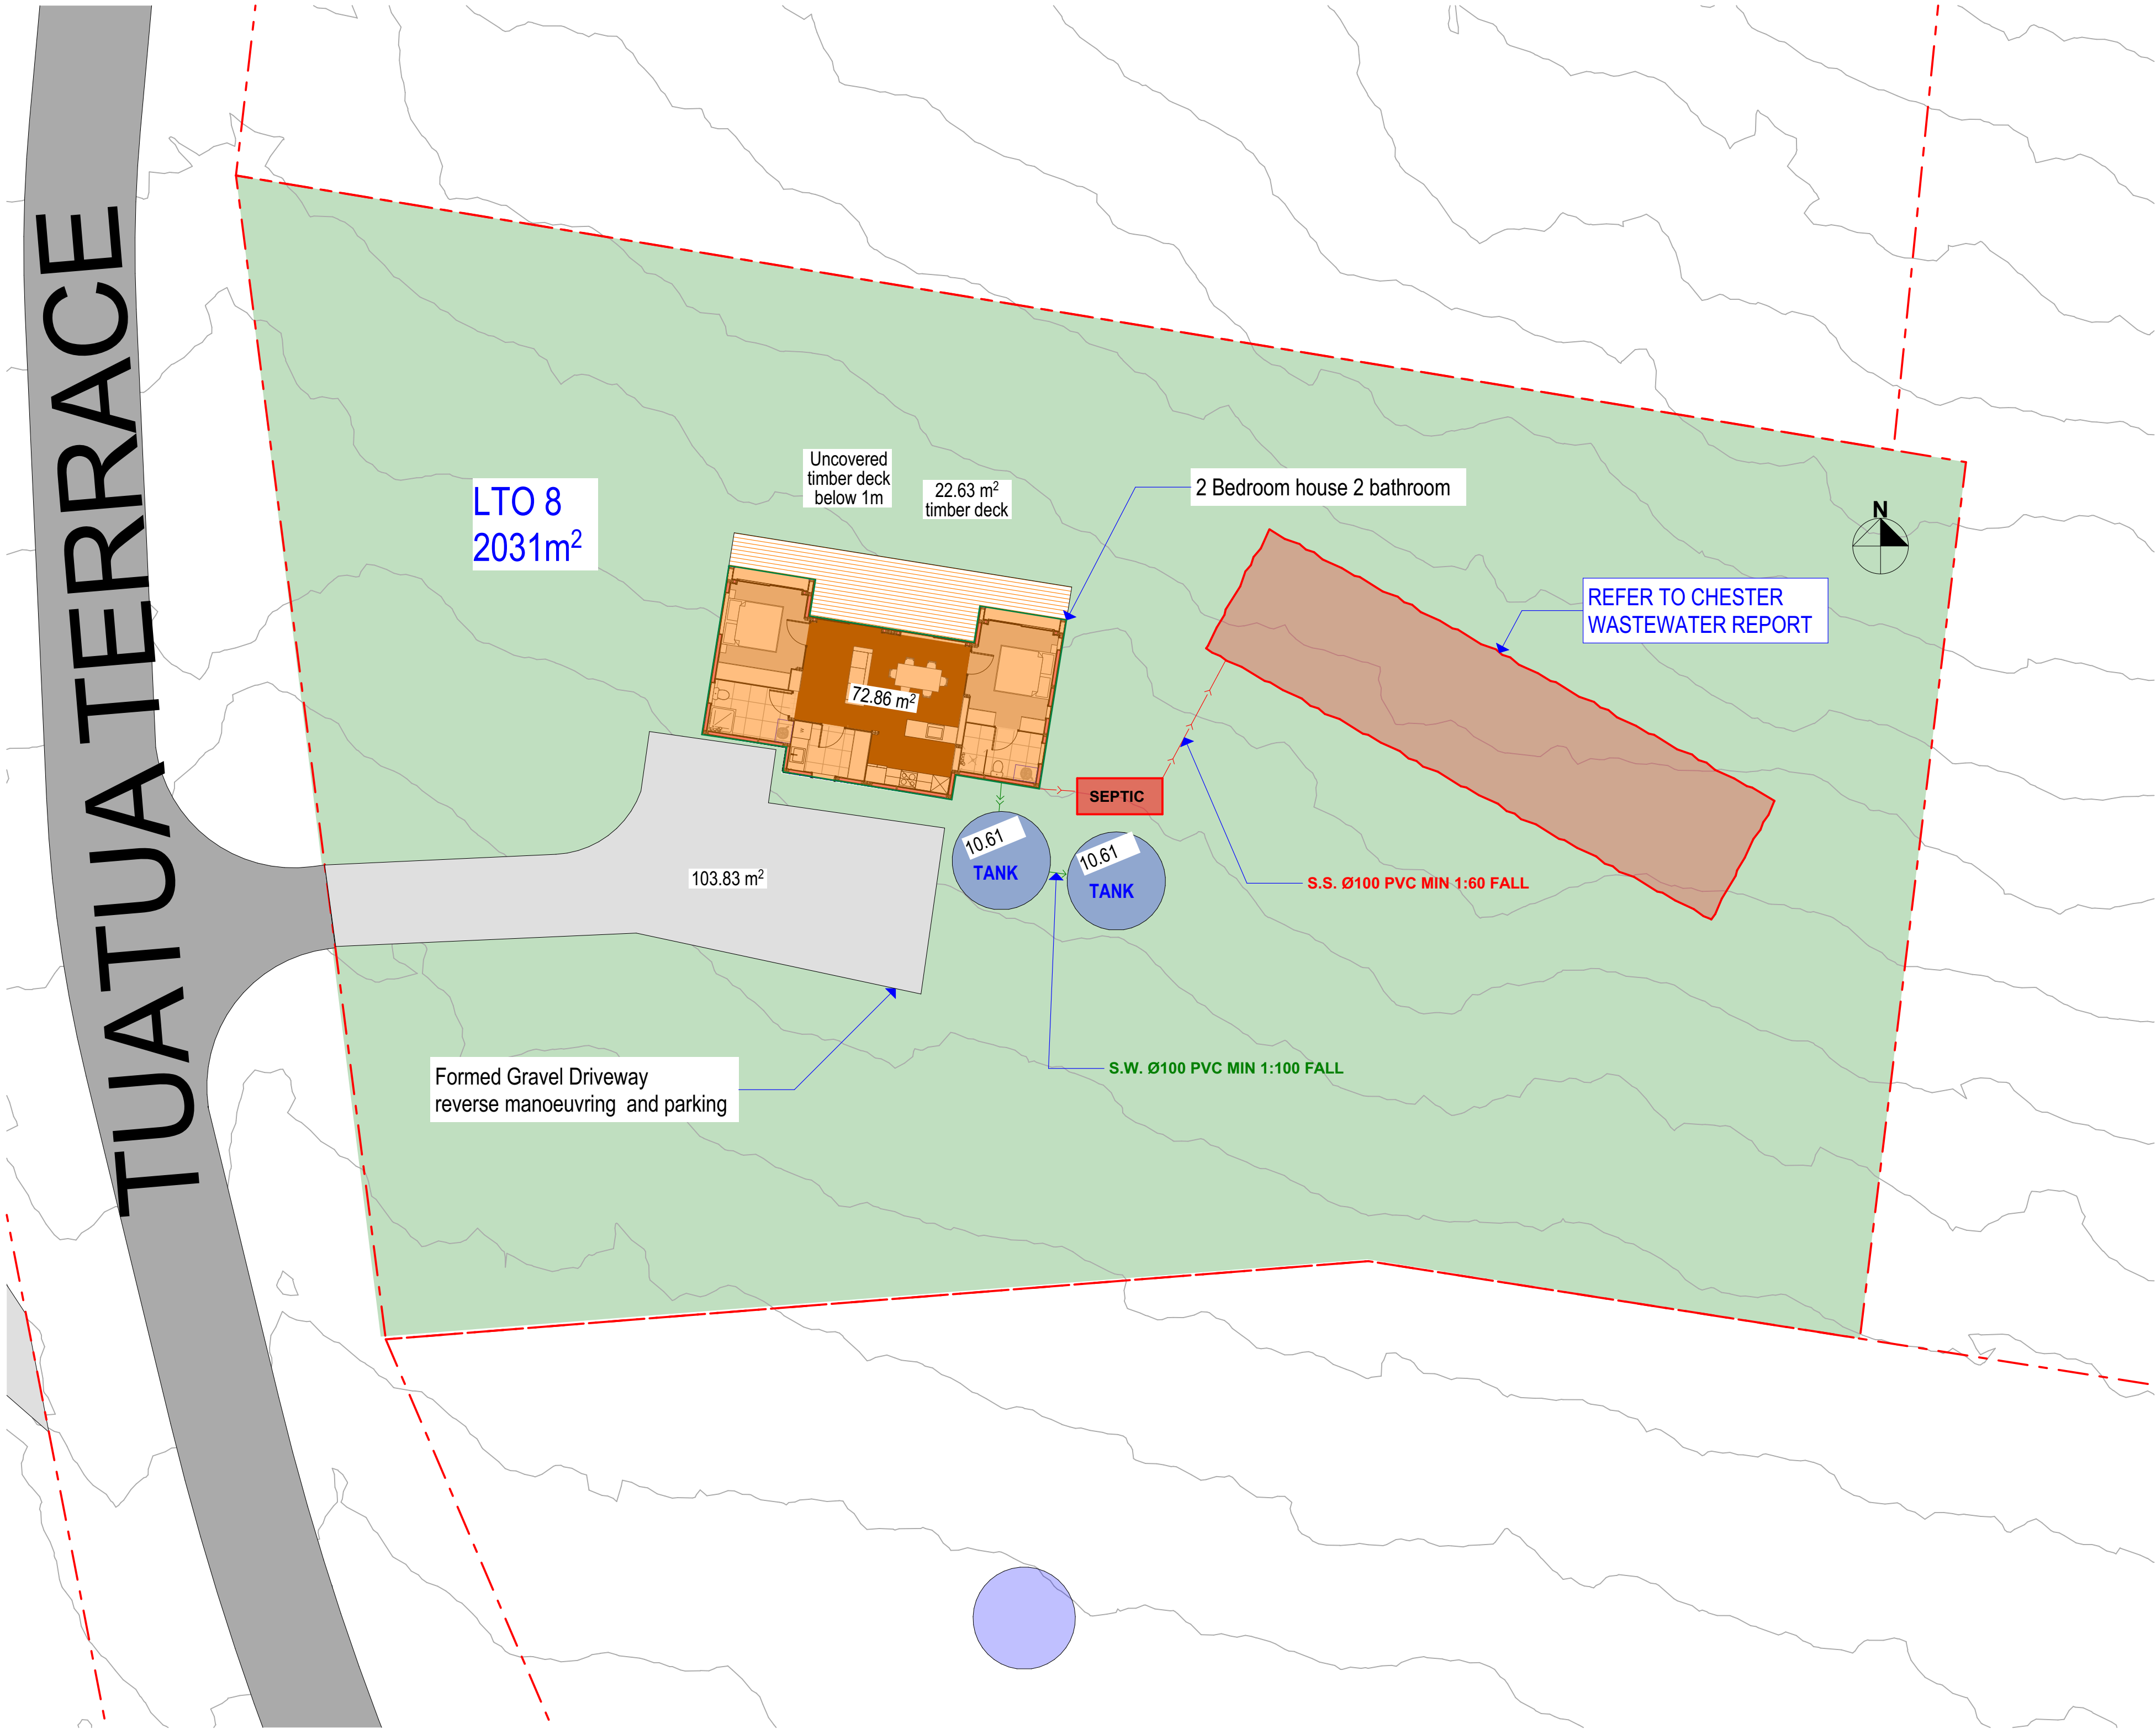 TUATUA TERRACE
LTO 8
2031m²
Uncovered
timber deck
below 1m
22.63 m²
timber deck
2 Bedroom house 2 bathroom
N
REFER TO CHESTER
WASTEWATER REPORT
72.86 m²
SEPTIC
10.61
TANK
10.61
TANK
103.83 m²
S.S. Ø100 PVC MIN 1:60 FALL
S.W. Ø100 PVC MIN 1:100 FALL
Formed Gravel Driveway
reverse manoeuvring and parking